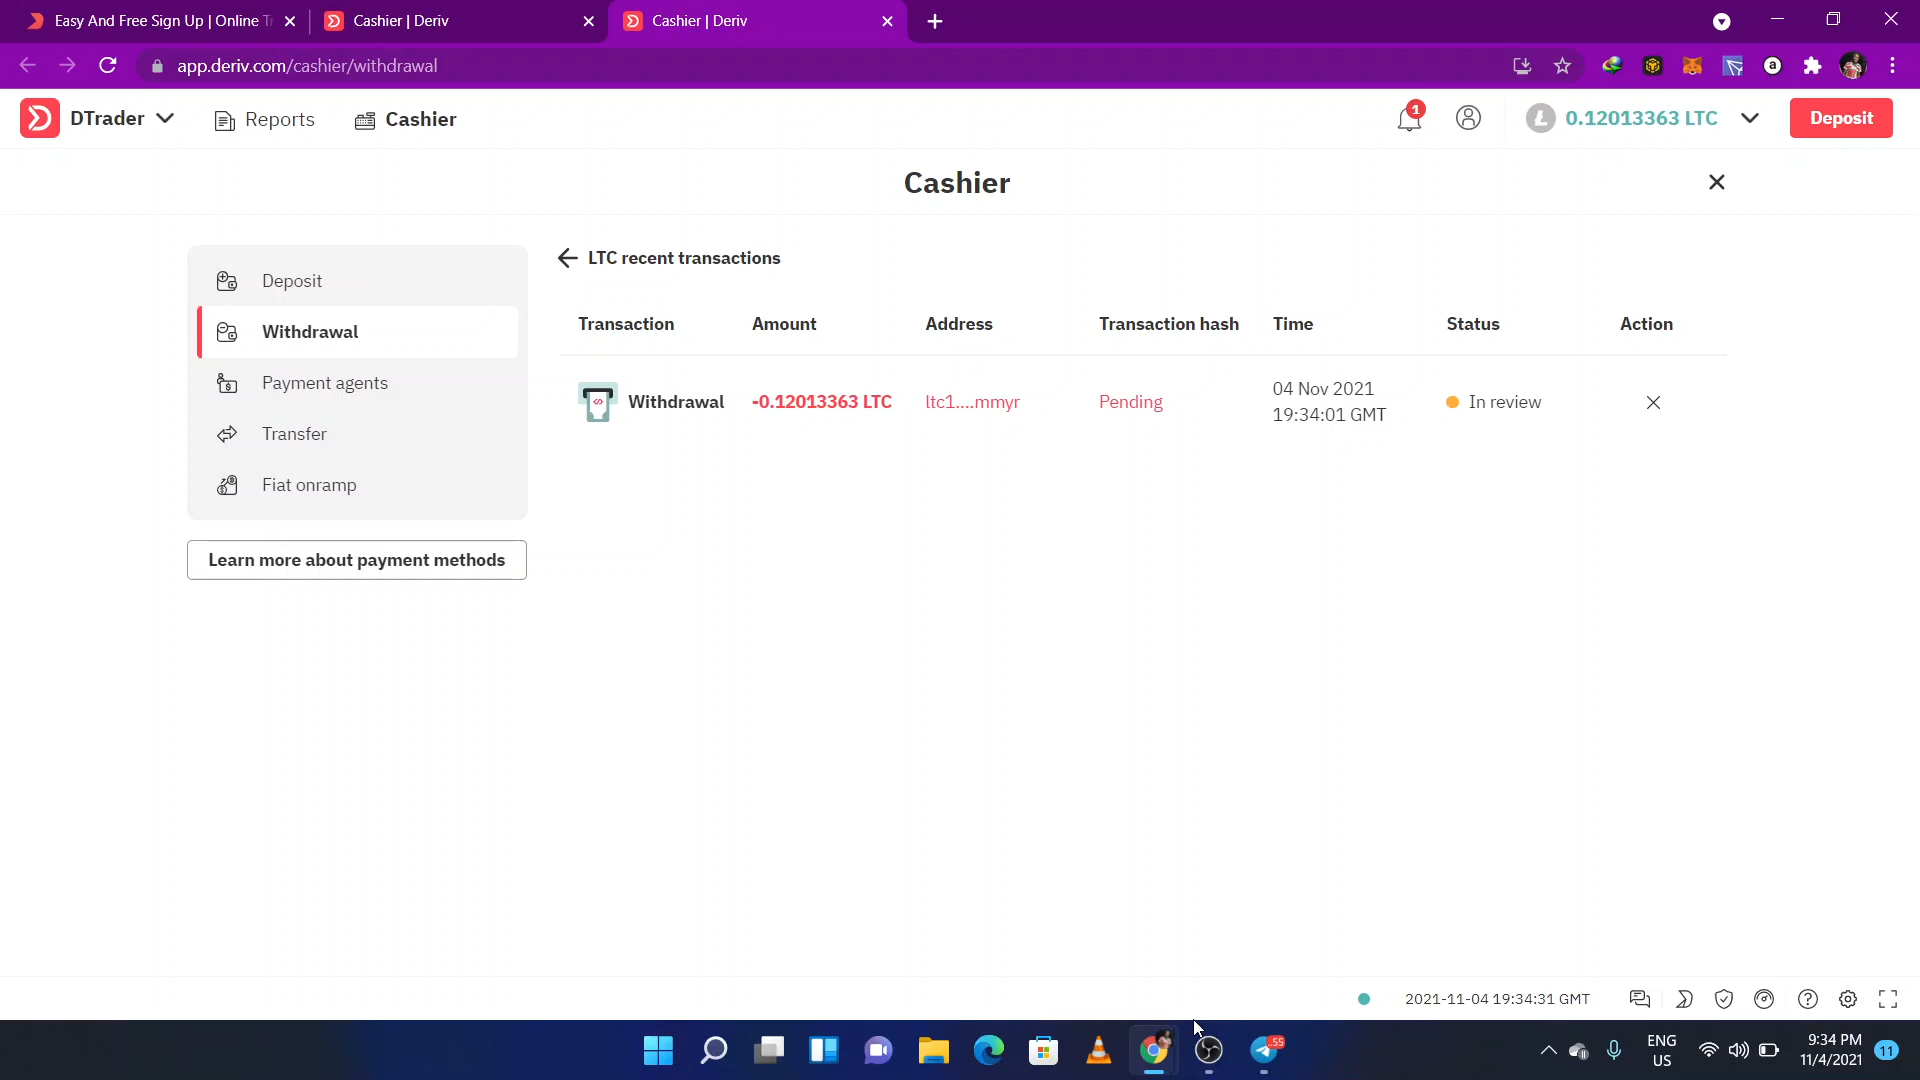 Easy And Free Sign Up | Online Tr
Cashier | Deriv
Cashier | Deriv
app.deriv.com/cashier/withdrawal
DTrader
Reports
Cashier
1
0.12013363 LTC
Deposit
Cashier
Deposit
Withdrawal
Payment agents
Transfer
Fiat onramp
Learn more about payment methods
LTC recent transactions
Transaction Amount Address Transaction hash Time Status Action
Withdrawal -0.12013363 LTC ltc1....mmyr Pending 04 Nov 2021 19:34:01 GMT In review
2021-11-04 19:34:31 GMT
55
ENG
US
9:34 PM
11/4/2021
11